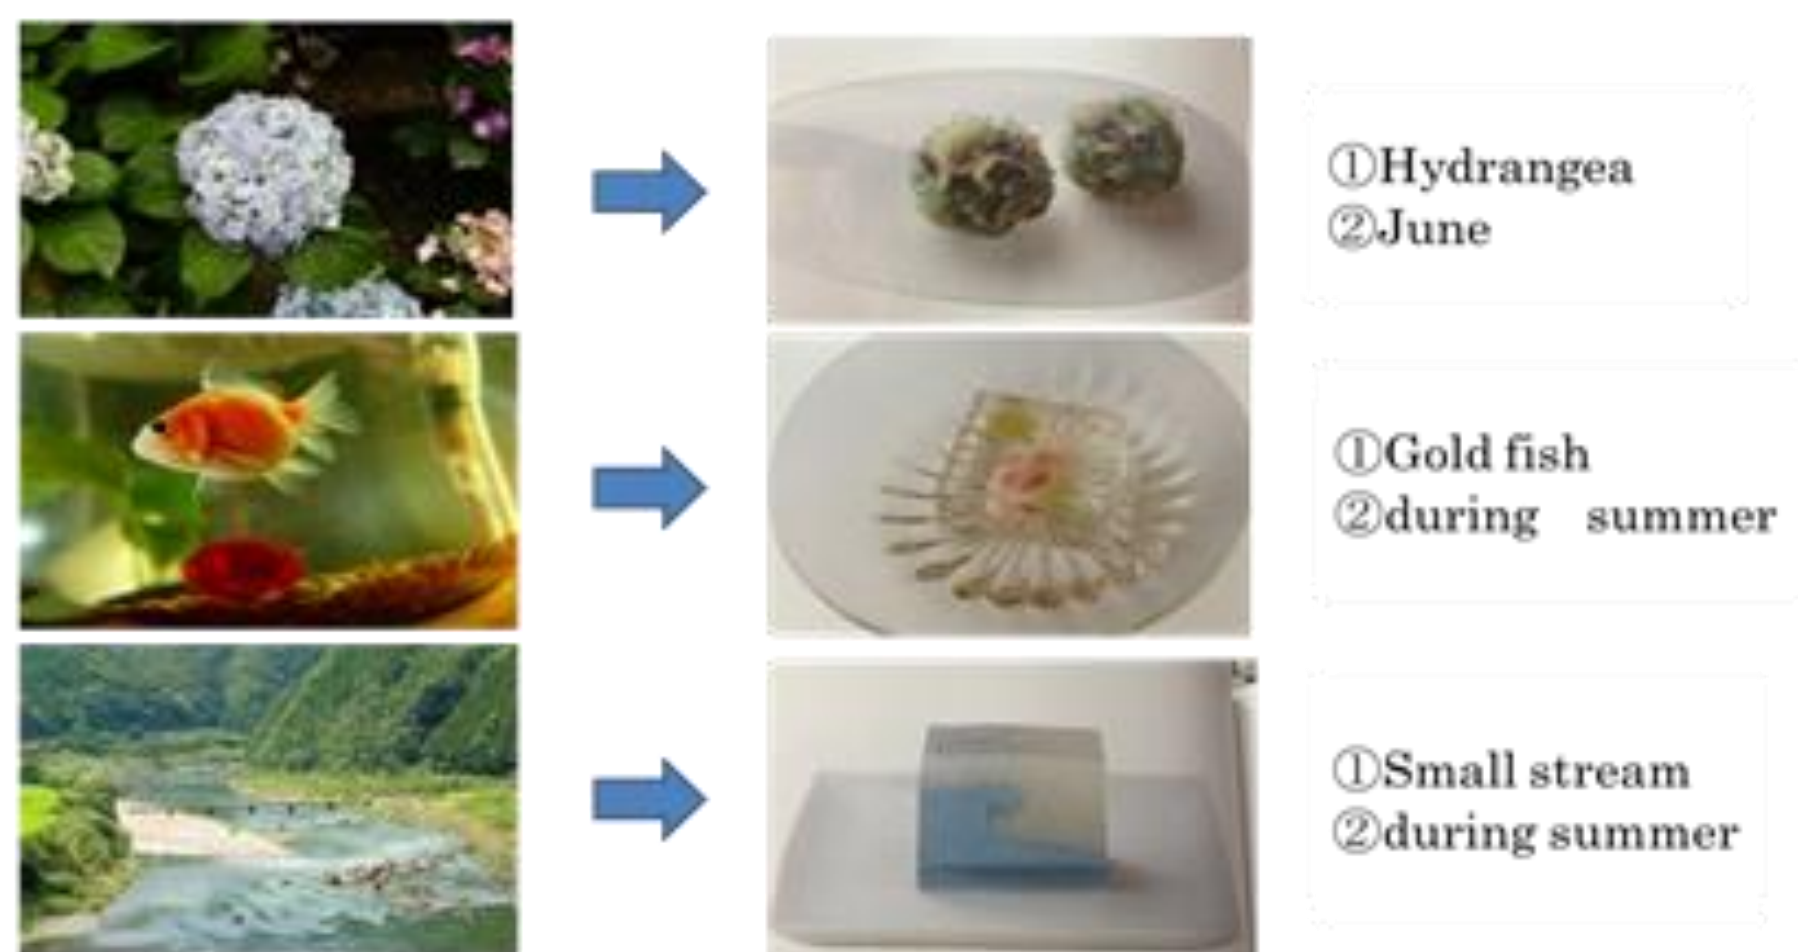 ①Hydrangea
②June
①Gold fish
②during summer
①Small stream
②during summer